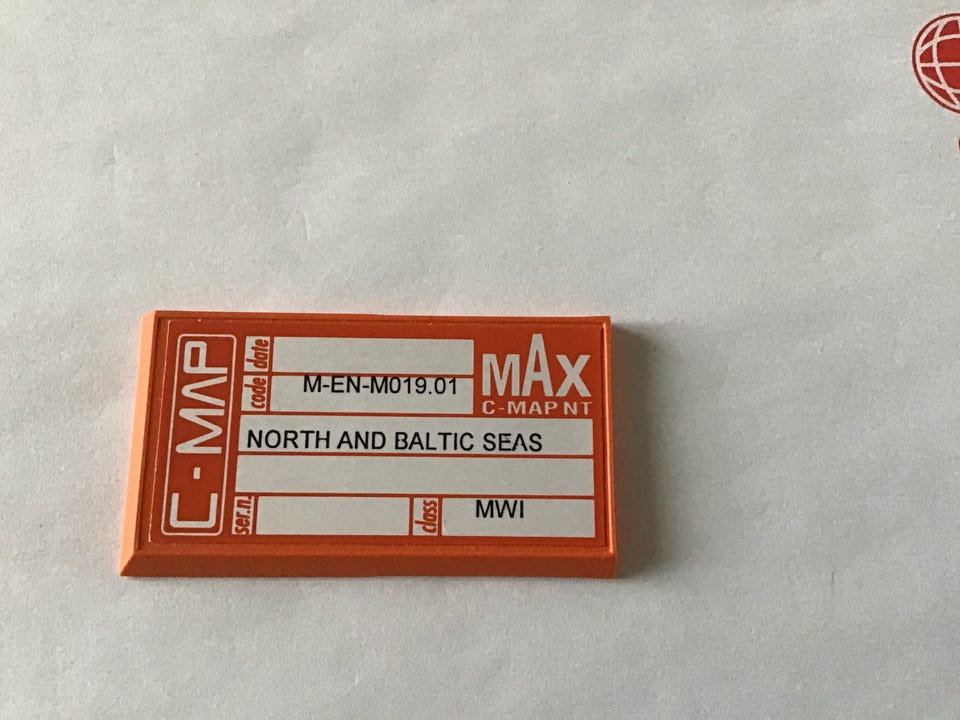 C-MAP
date
code M-EN-M019.01
MAX
C-MAP NT
NORTH AND BALTIC SEAS
ser.n.
class MWI